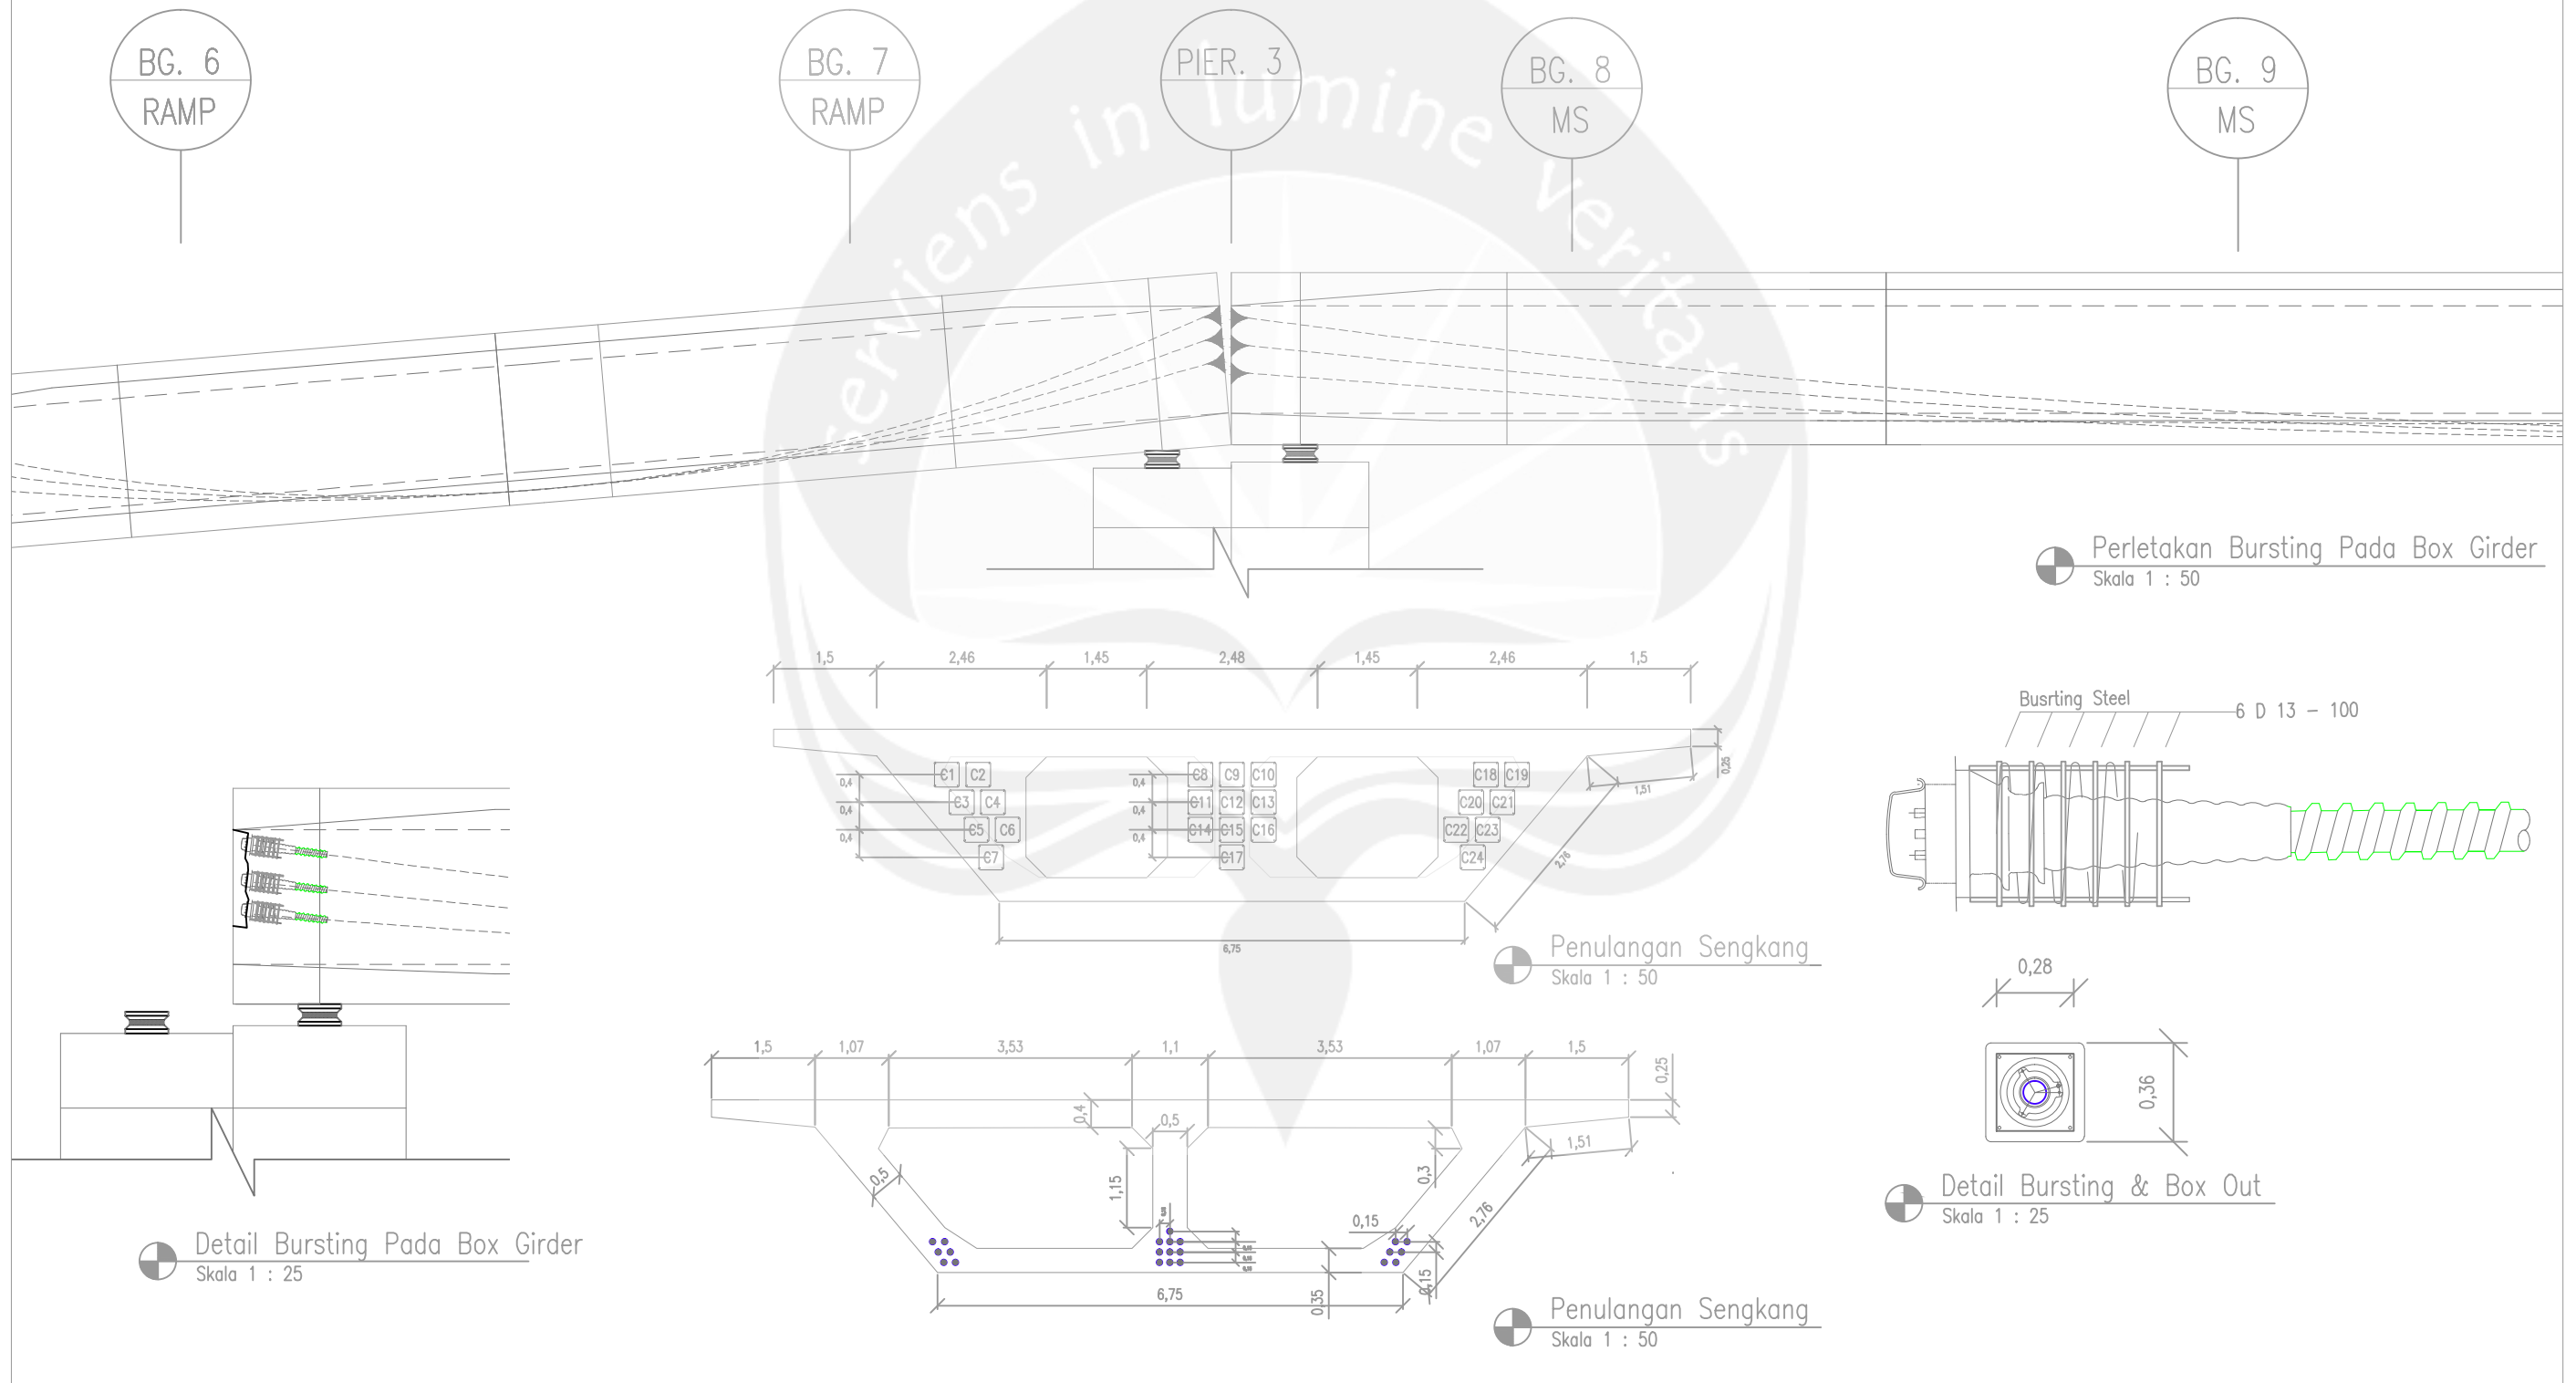 BG. 6
RAMP
BG. 7
RAMP
PIER. 3
BG. 8
MS
BG. 9
MS
serviens in lumine veritatis
Perletakan Bursting Pada Box Girder
Skala 1 : 50
1,5 2,46 1,45 2,48 1,45 2,46 1,5
C1 C2 C8 C9 C10 C18 C19
0,4 0,4
C3 C4 C11 C12 C13 C20 C21
0,4 0,4
C5 C6 C14 C15 C16 C22 C23
0,4 0,4
C7 C17 C24
0,25
1,51
2,76
6,75
Penulangan Sengkang
Skala 1 : 50
Busrting Steel
6 D 13 - 100
0,28
0,36
Detail Bursting & Box Out
Skala 1 : 25
Detail Bursting Pada Box Girder
Skala 1 : 25
1,5 1,07 3,53 1,1 3,53 1,07 1,5
0,25
0,4
0,5
1,51
0,5
1,15
0,3
2,76
0,15
0,15
0,35
6,75
Penulangan Sengkang
Skala 1 : 50